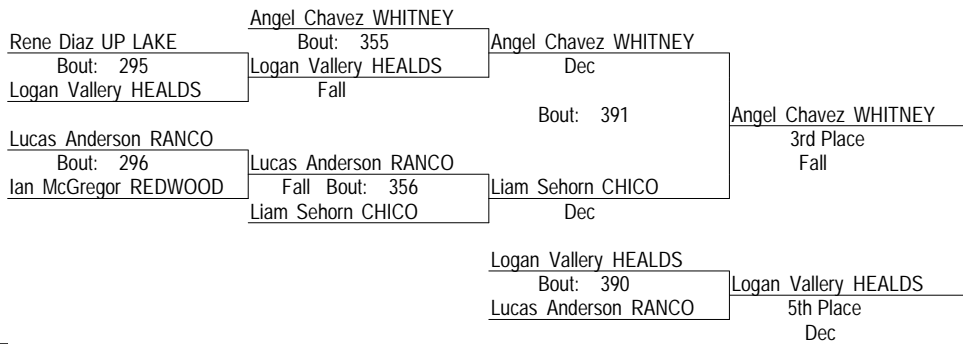 Angel Chavez WHITNEY
Rene Diaz UP LAKE
Bout: 355
Angel Chavez WHITNEY
Bout: 295
Logan Vallery HEALDS
Dec
Logan Vallery HEALDS
Fall
Bout: 391
Angel Chavez WHITNEY
Lucas Anderson RANCO
3rd Place
Bout: 296
Lucas Anderson RANCO
Fall
Ian McGregor REDWOOD
Fall Bout: 356
Liam Sehorn CHICO
Liam Sehorn CHICO
Dec
Logan Vallery HEALDS
Bout: 390
Logan Vallery HEALDS
Lucas Anderson RANCO
5th Place
Dec